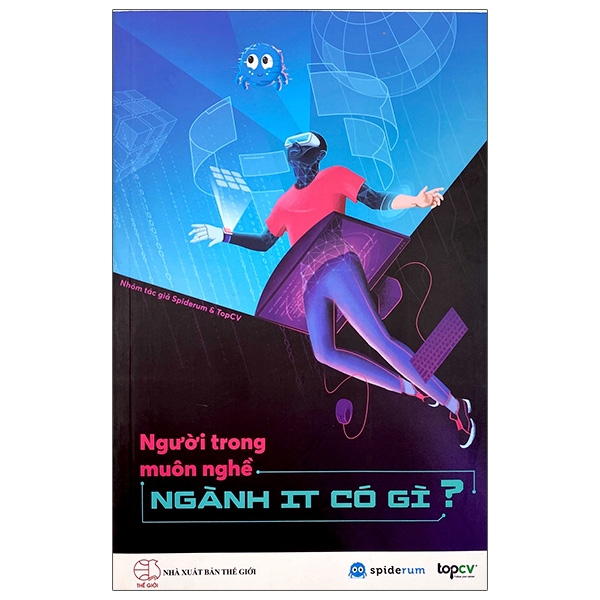 Nhóm tác giả Spiderum & TopCV
Người trong
muôn nghề
NGÀNH IT CÓ GÌ?
THẾ GIỚI
NHÀ XUẤT BẢN THẾ GIỚI
spiderum
topcv